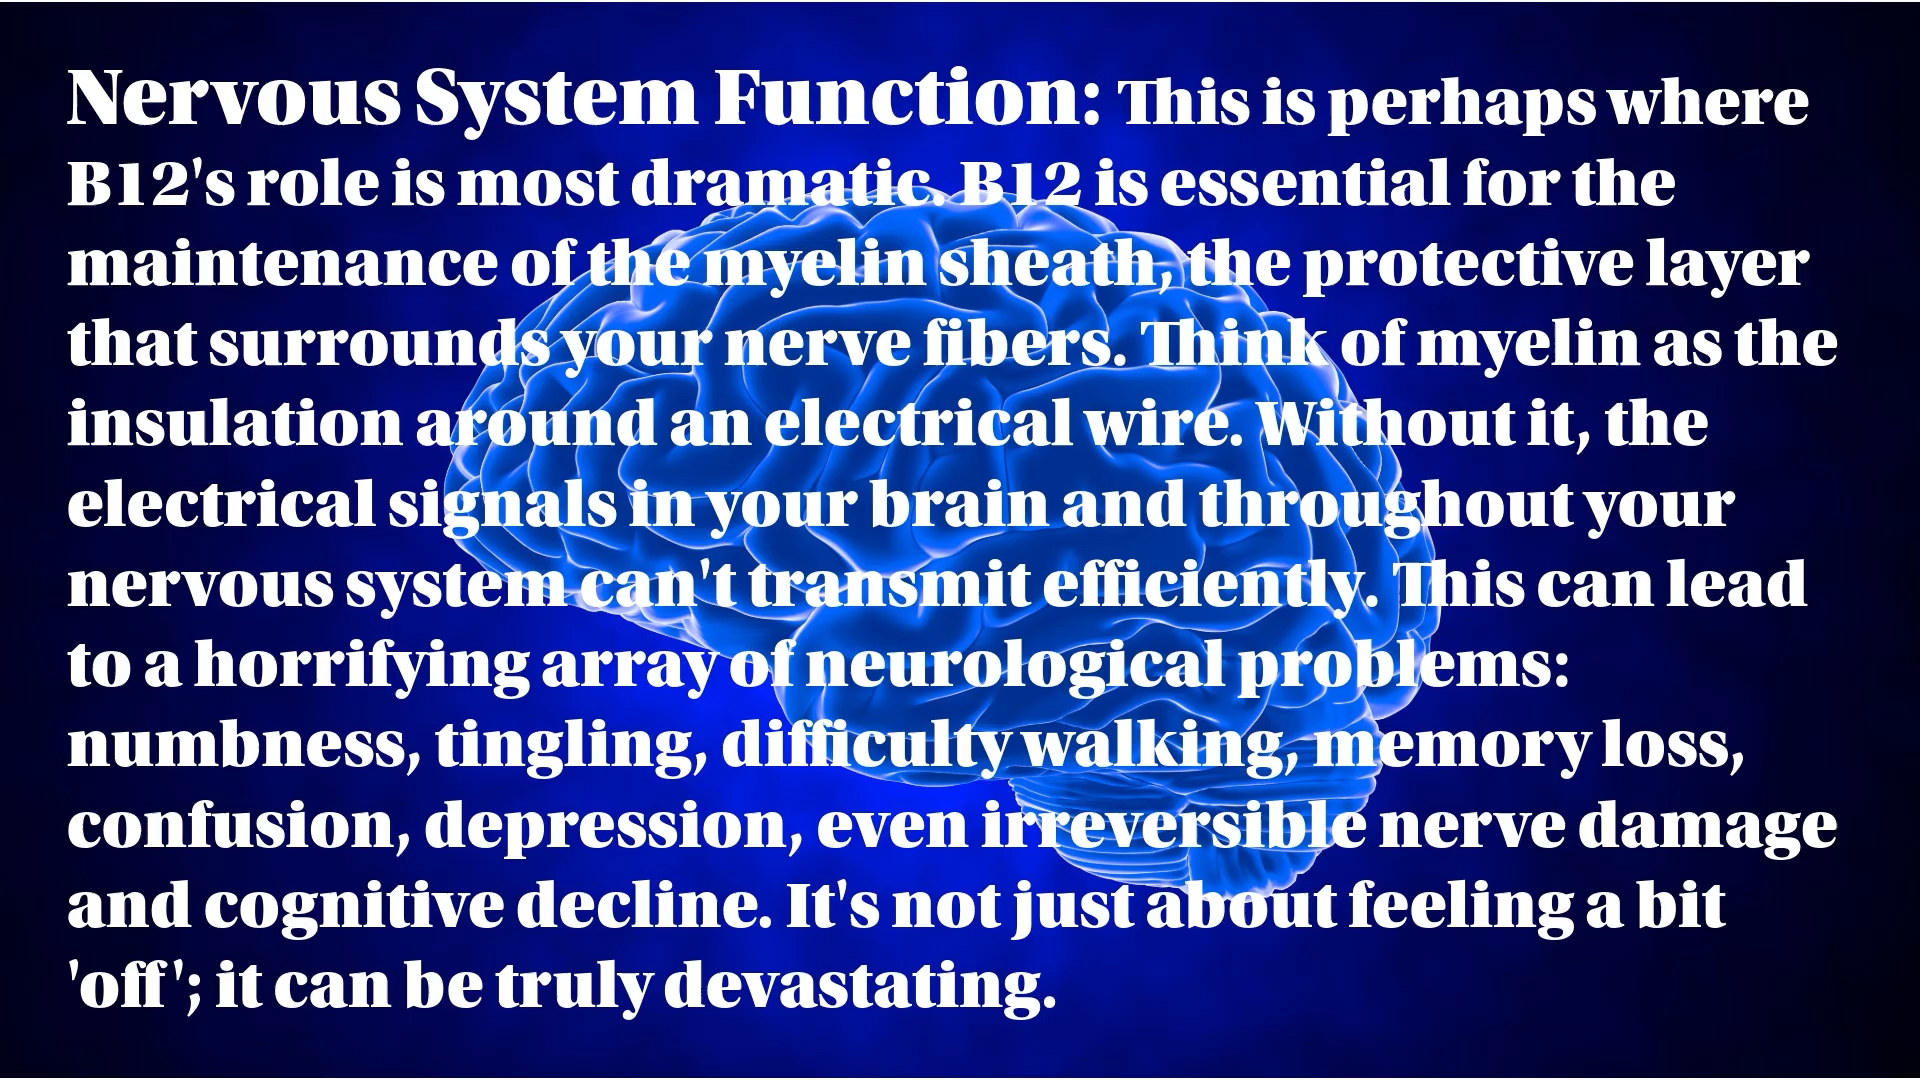 Nervous System Function: This is perhaps where
B12's role is most dramatic. B12 is essential for the
maintenance of the myelin sheath, the protective layer
that surrounds your nerve fibers. Think of myelin as the
insulation around an electrical wire. Without it, the
electrical signals in your brain and throughout your
nervous system can't transmit efficiently. This can lead
to a horrifying array of neurological problems:
numbness, tingling, difficulty walking, memory loss,
confusion, depression, even irreversible nerve damage
and cognitive decline. It's not just about feeling a bit
'off'; it can be truly devastating.